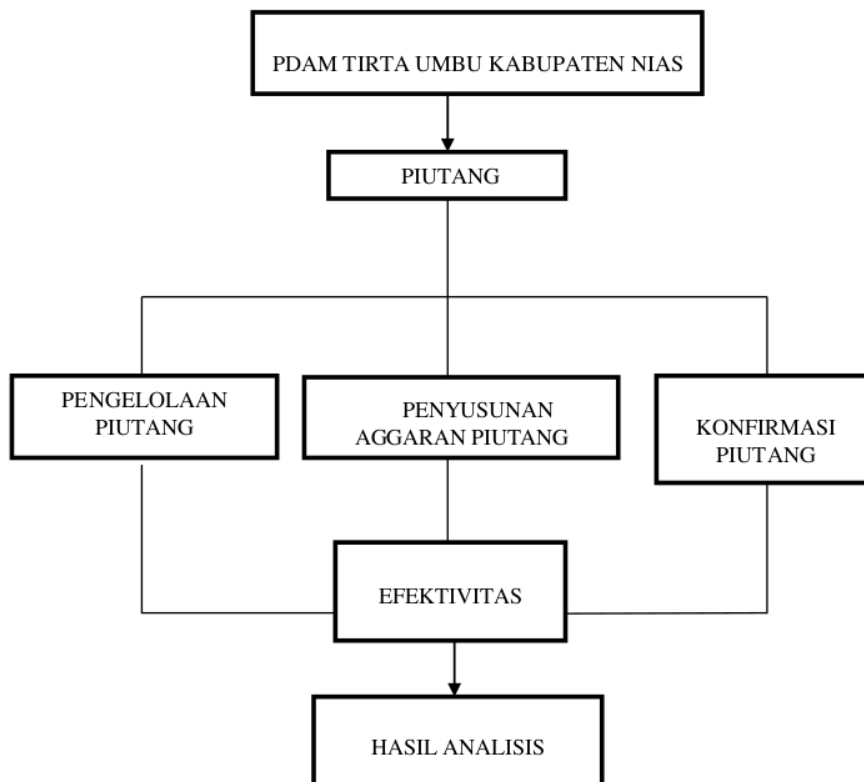 PDAM TIRTA UMBU KABUPATEN NIAS
PIUTANG
PENGELOLAAN
PIUTANG
PENYUSUNAN
AGGARAN PIUTANG
KONFIRMASI
PIUTANG
EFEKTIVITAS
HASIL ANALISIS